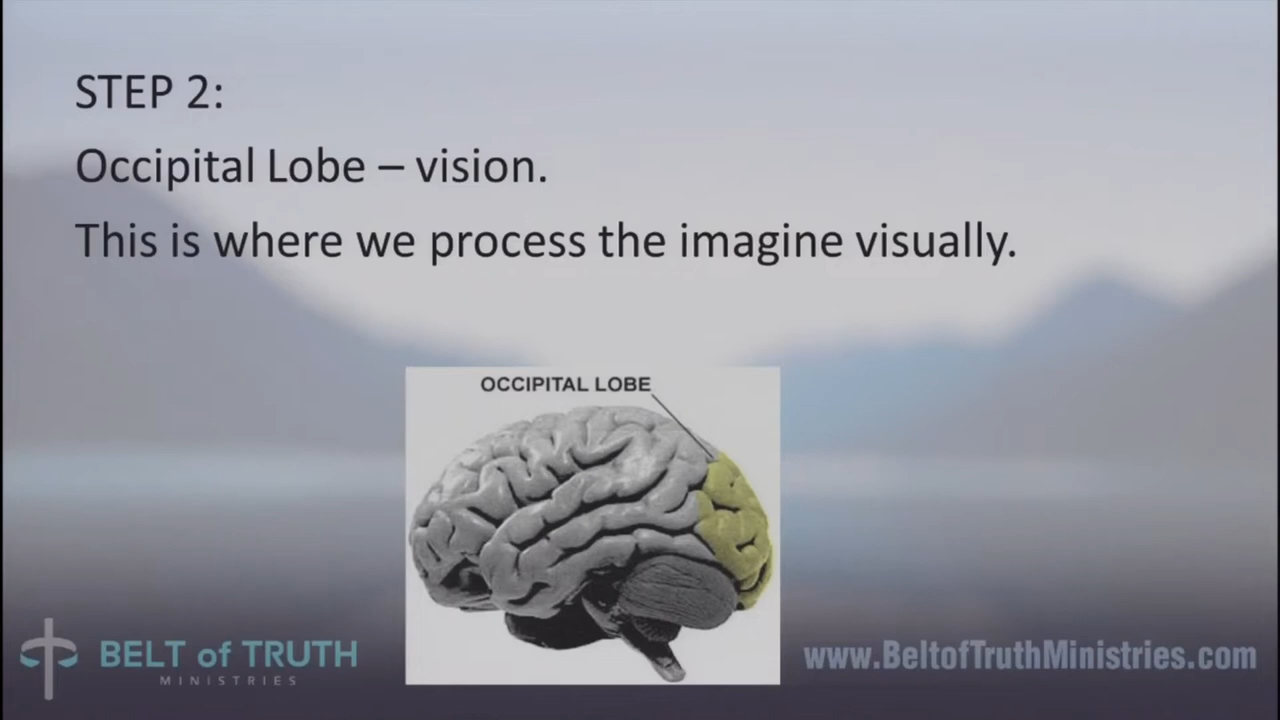 STEP 2:
Occipital Lobe – vision.
This is where we process the imagine visually.
OCCIPITAL LOBE
BELT of TRUTH
MINISTRIES
www.BeltofTruthMinistries.com